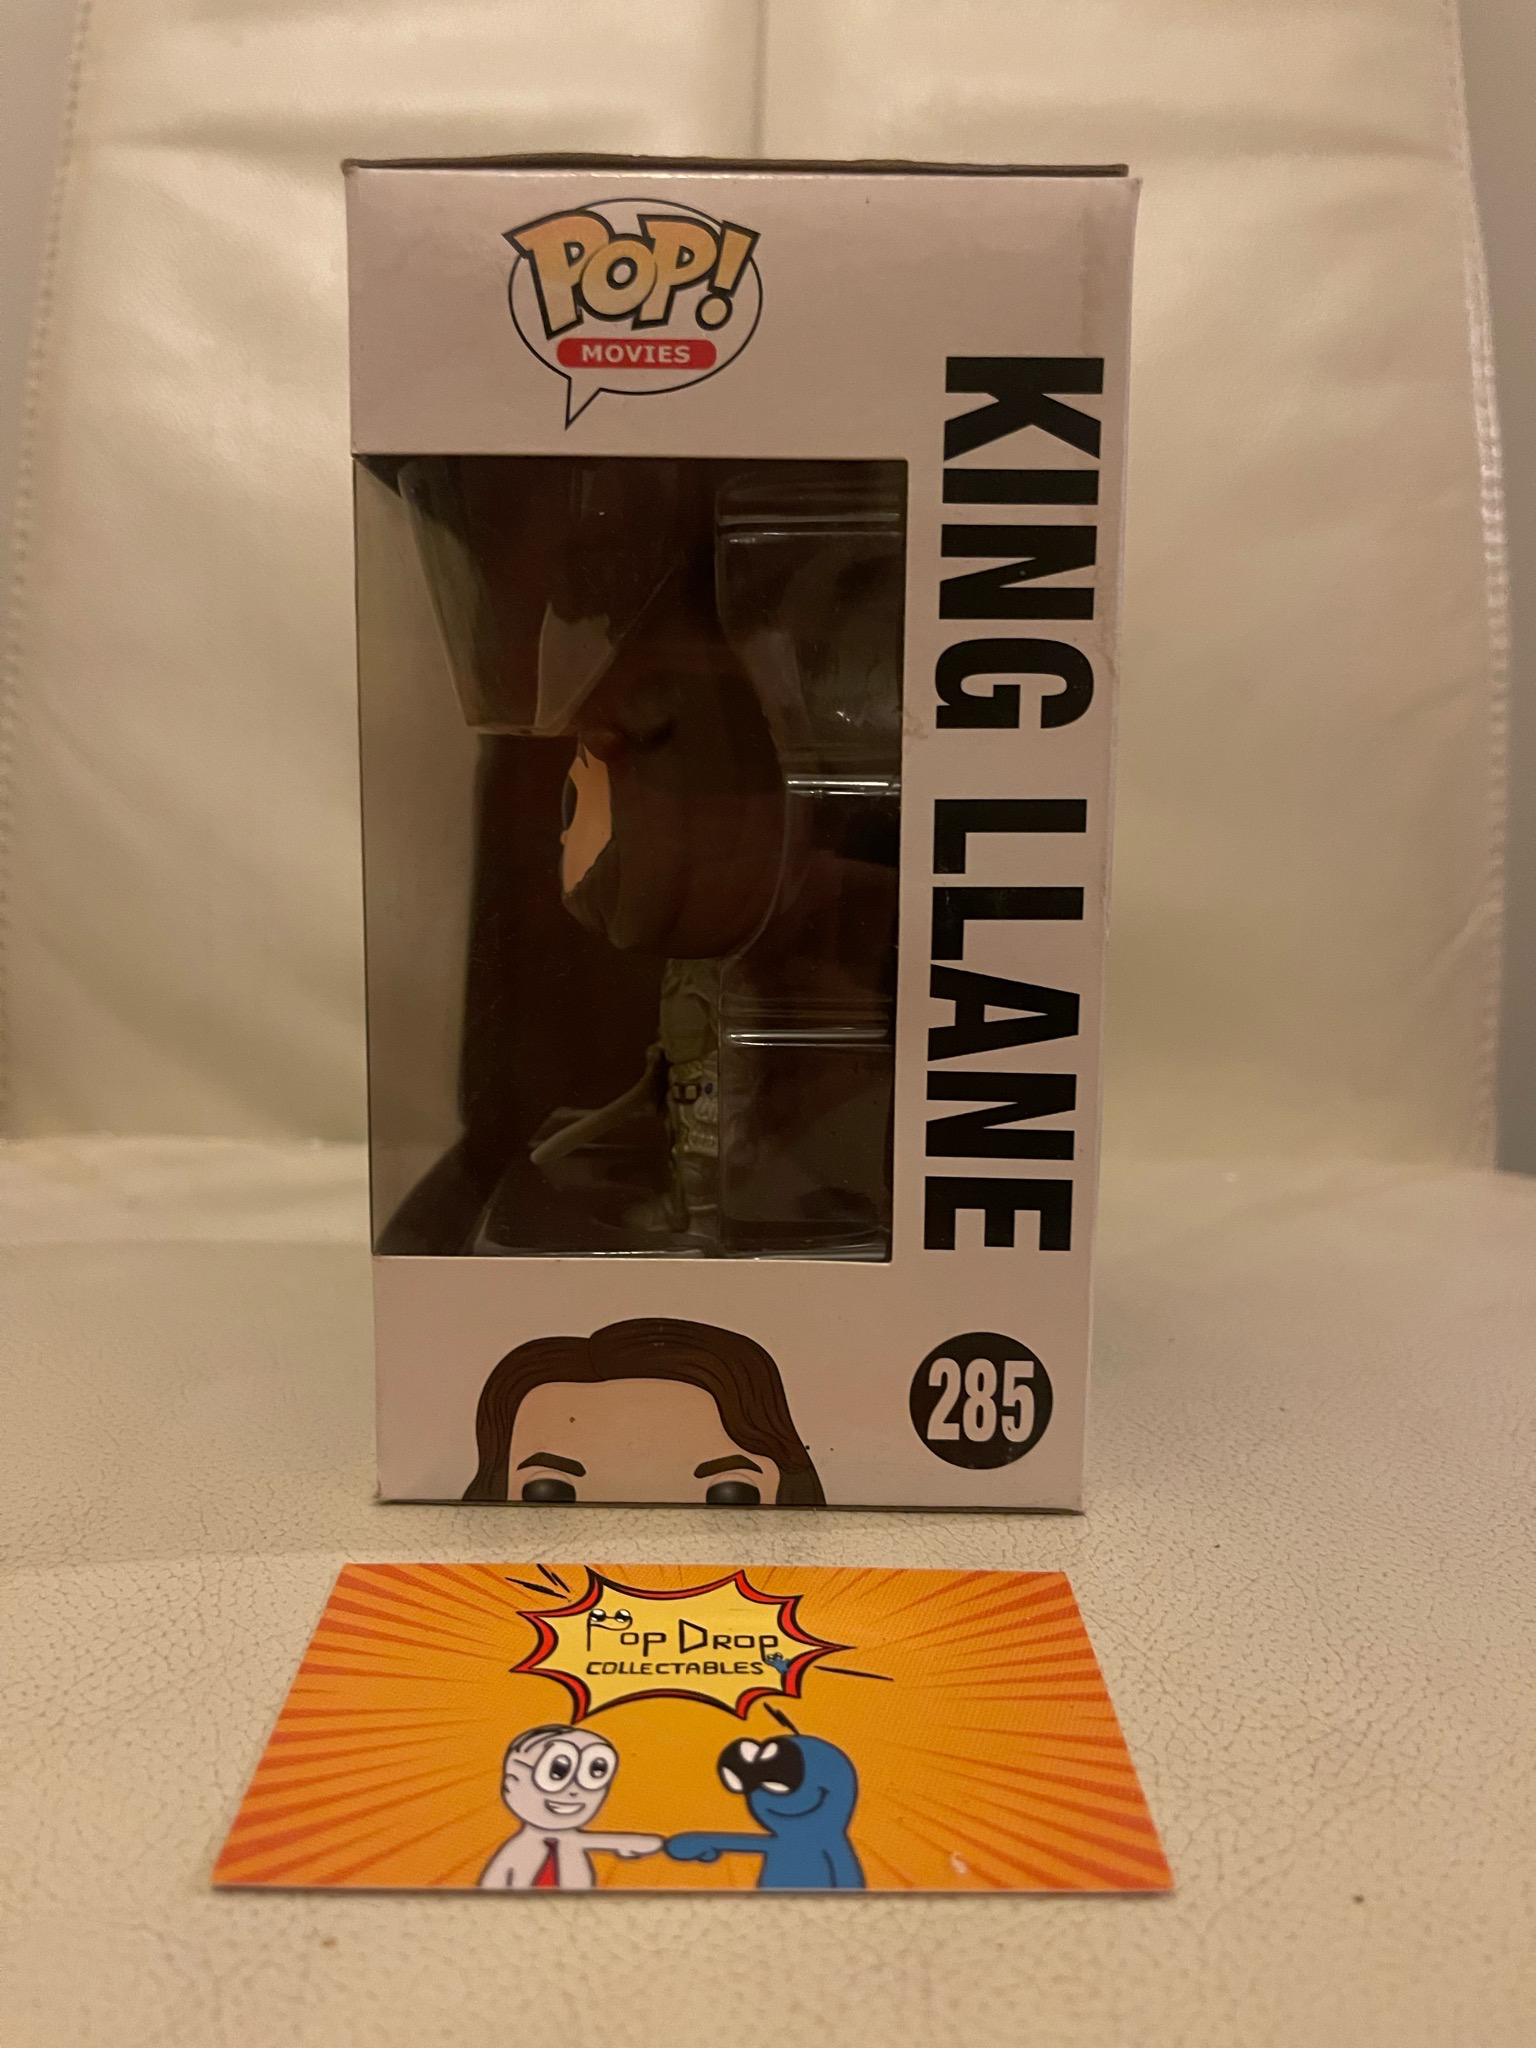 POP!
MOVIES
KING LLANE
285
POP DROP
COLLECTABLES